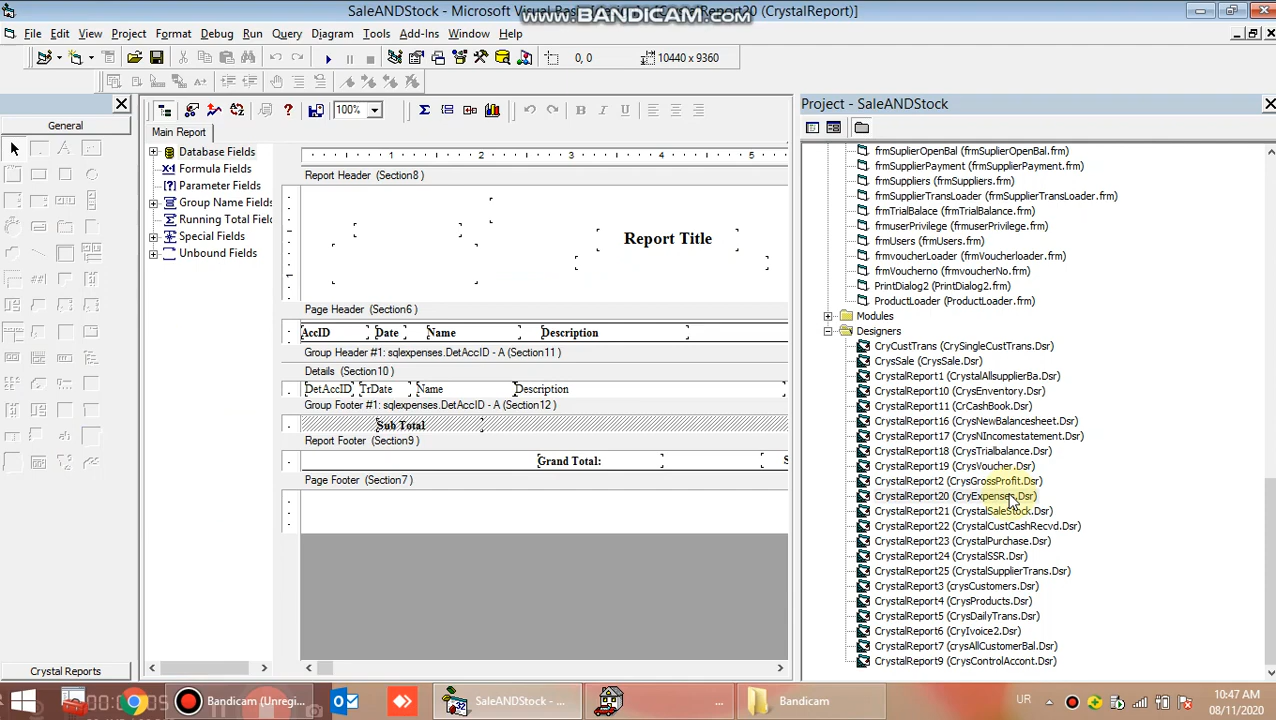 SaleANDStock - Microsoft Visual Bas
CrystalReport20 (CrystalReport)]
www.BANDICAM.com
File Edit View Project Format Debug Run Query Diagram Tools Add-Ins Window Help
0, 0
10440 x 9360
General
100%
Project - SaleANDStock
Main Report
Database Fields
Formula Fields
Parameter Fields
Group Name Fields
Running Total Field
Special Fields
Unbound Fields
1 2 3 4 5
Report Header (Section8 )
Report Title
Page Header (Section6 )
AccID Date Name Description
Group Header #1: sqlexpenses.DetAccID - A (Section11 )
Details (Section10 )
DetAccID TrDate Name Description
Group Footer #1: sqlexpenses.DetAccID - A (Section12 )
Sub Total
Report Footer (Section9 )
Grand Total: S
Page Footer (Section7 )
frmSuplierOpenBal (frmSuplierOpenBal.frm)
frmSupplierPayment (frmSupplierPayment.frm)
frmSuppliers (frmSuppliers.frm)
frmSupplierTransLoader (frmSupplierTransLoader.frm)
frmTrialBalace (frmTrialBalance.frm)
frmuserPrivilege (frmuserPrivilege.frm)
frmUsers (frmUsers.frm)
frmvoucherLoader (frmVoucherloader.frm)
frmVoucherno (frmvoucherNo.frm)
PrintDialog2 (PrintDialog2.frm)
ProductLoader (ProductLoader.frm)
Modules
Designers
CryCustTrans (CrySingleCustTrans.Dsr)
CrysSale (CrysSale.Dsr)
CrystalReport1 (CrystalAllsupplierBa.Dsr)
CrystalReport10 (CrysEnventory.Dsr)
CrystalReport11 (CrCashBook.Dsr)
CrystalReport16 (CrysNewBalancesheet.Dsr)
CrystalReport17 (CrysNIncomestatement.Dsr)
CrystalReport18 (CrysTrialbalance.Dsr)
CrystalReport19 (CrysVoucher.Dsr)
CrystalReport2 (CrysGrossProfit.Dsr)
CrystalReport20 (CryExpenses.Dsr)
CrystalReport21 (CrystalSaleStock.Dsr)
CrystalReport22 (CrystalCustCashRecvd.Dsr)
CrystalReport23 (CrystalPurchase.Dsr)
CrystalReport24 (CrystalSSR.Dsr)
CrystalReport25 (CrystalSupplierTrans.Dsr)
CrystalReport3 (crysCustomers.Dsr)
CrystalReport4 (CrysProducts.Dsr)
CrystalReport5 (CrysDailyTrans.Dsr)
CrystalReport6 (CryIvoice2.Dsr)
CrystalReport7 (crysAllCustomerBal.Dsr)
CrystalReport9 (CrysControlAccont.Dsr)
Crystal Reports
Bandicam (Unregi...
SaleANDStock - ...
...
Bandicam
UR
10:47 AM
08/11/2020